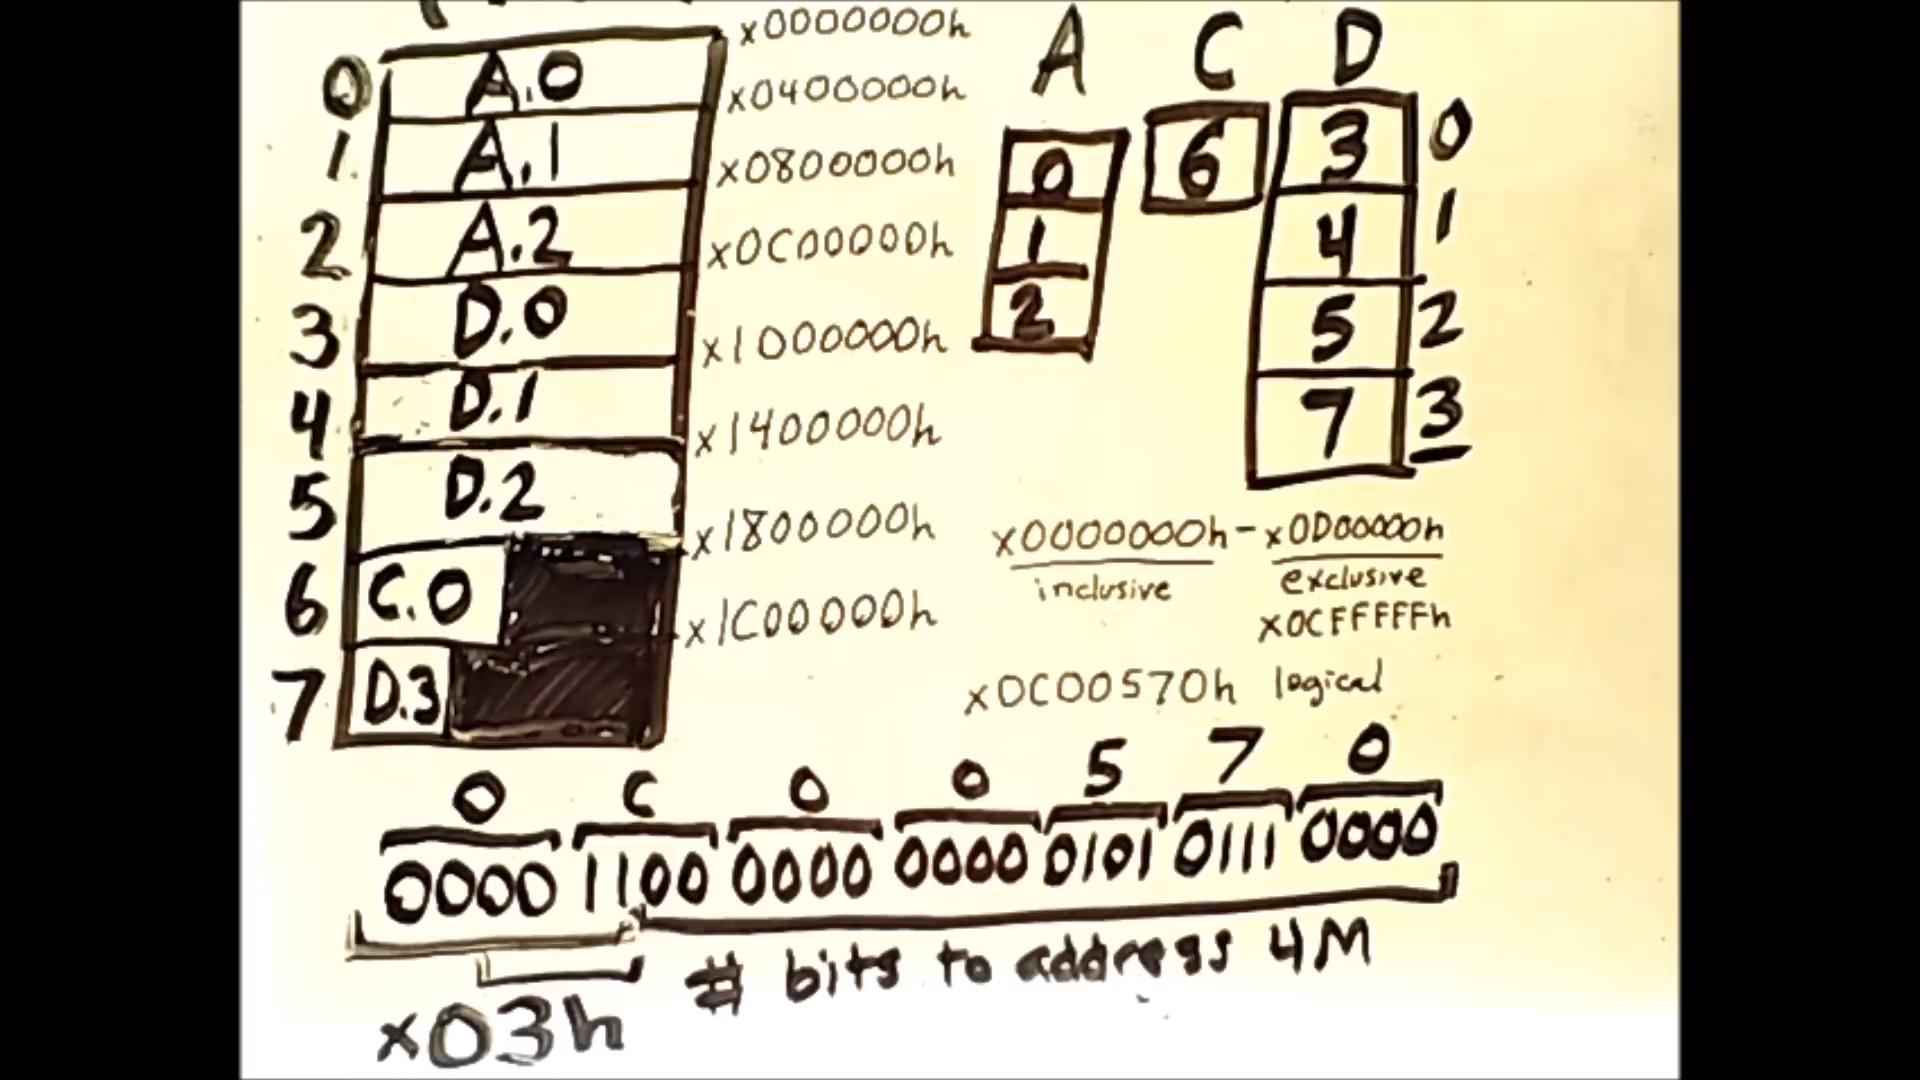 x0000000h
A C D
0 A.0 x0400000h
1 A.1 x0800000h
2 A.2 x0C00000h
3 D.0 x1000000h
4 D.1 x1400000h
5 D.2 x1800000h
6 C.0 x1C00000h
7 D.3
0
1
2
6
3 0
4 1
5 2
7 3
x0000000h - x0D00000h
inclusive exclusive
x0CFFFFFh
x0C00570h logical
0 C 0 0 5 7 0
0000 1100 0000 0000 0101 0111 0000
# bits to address 4M
x03h